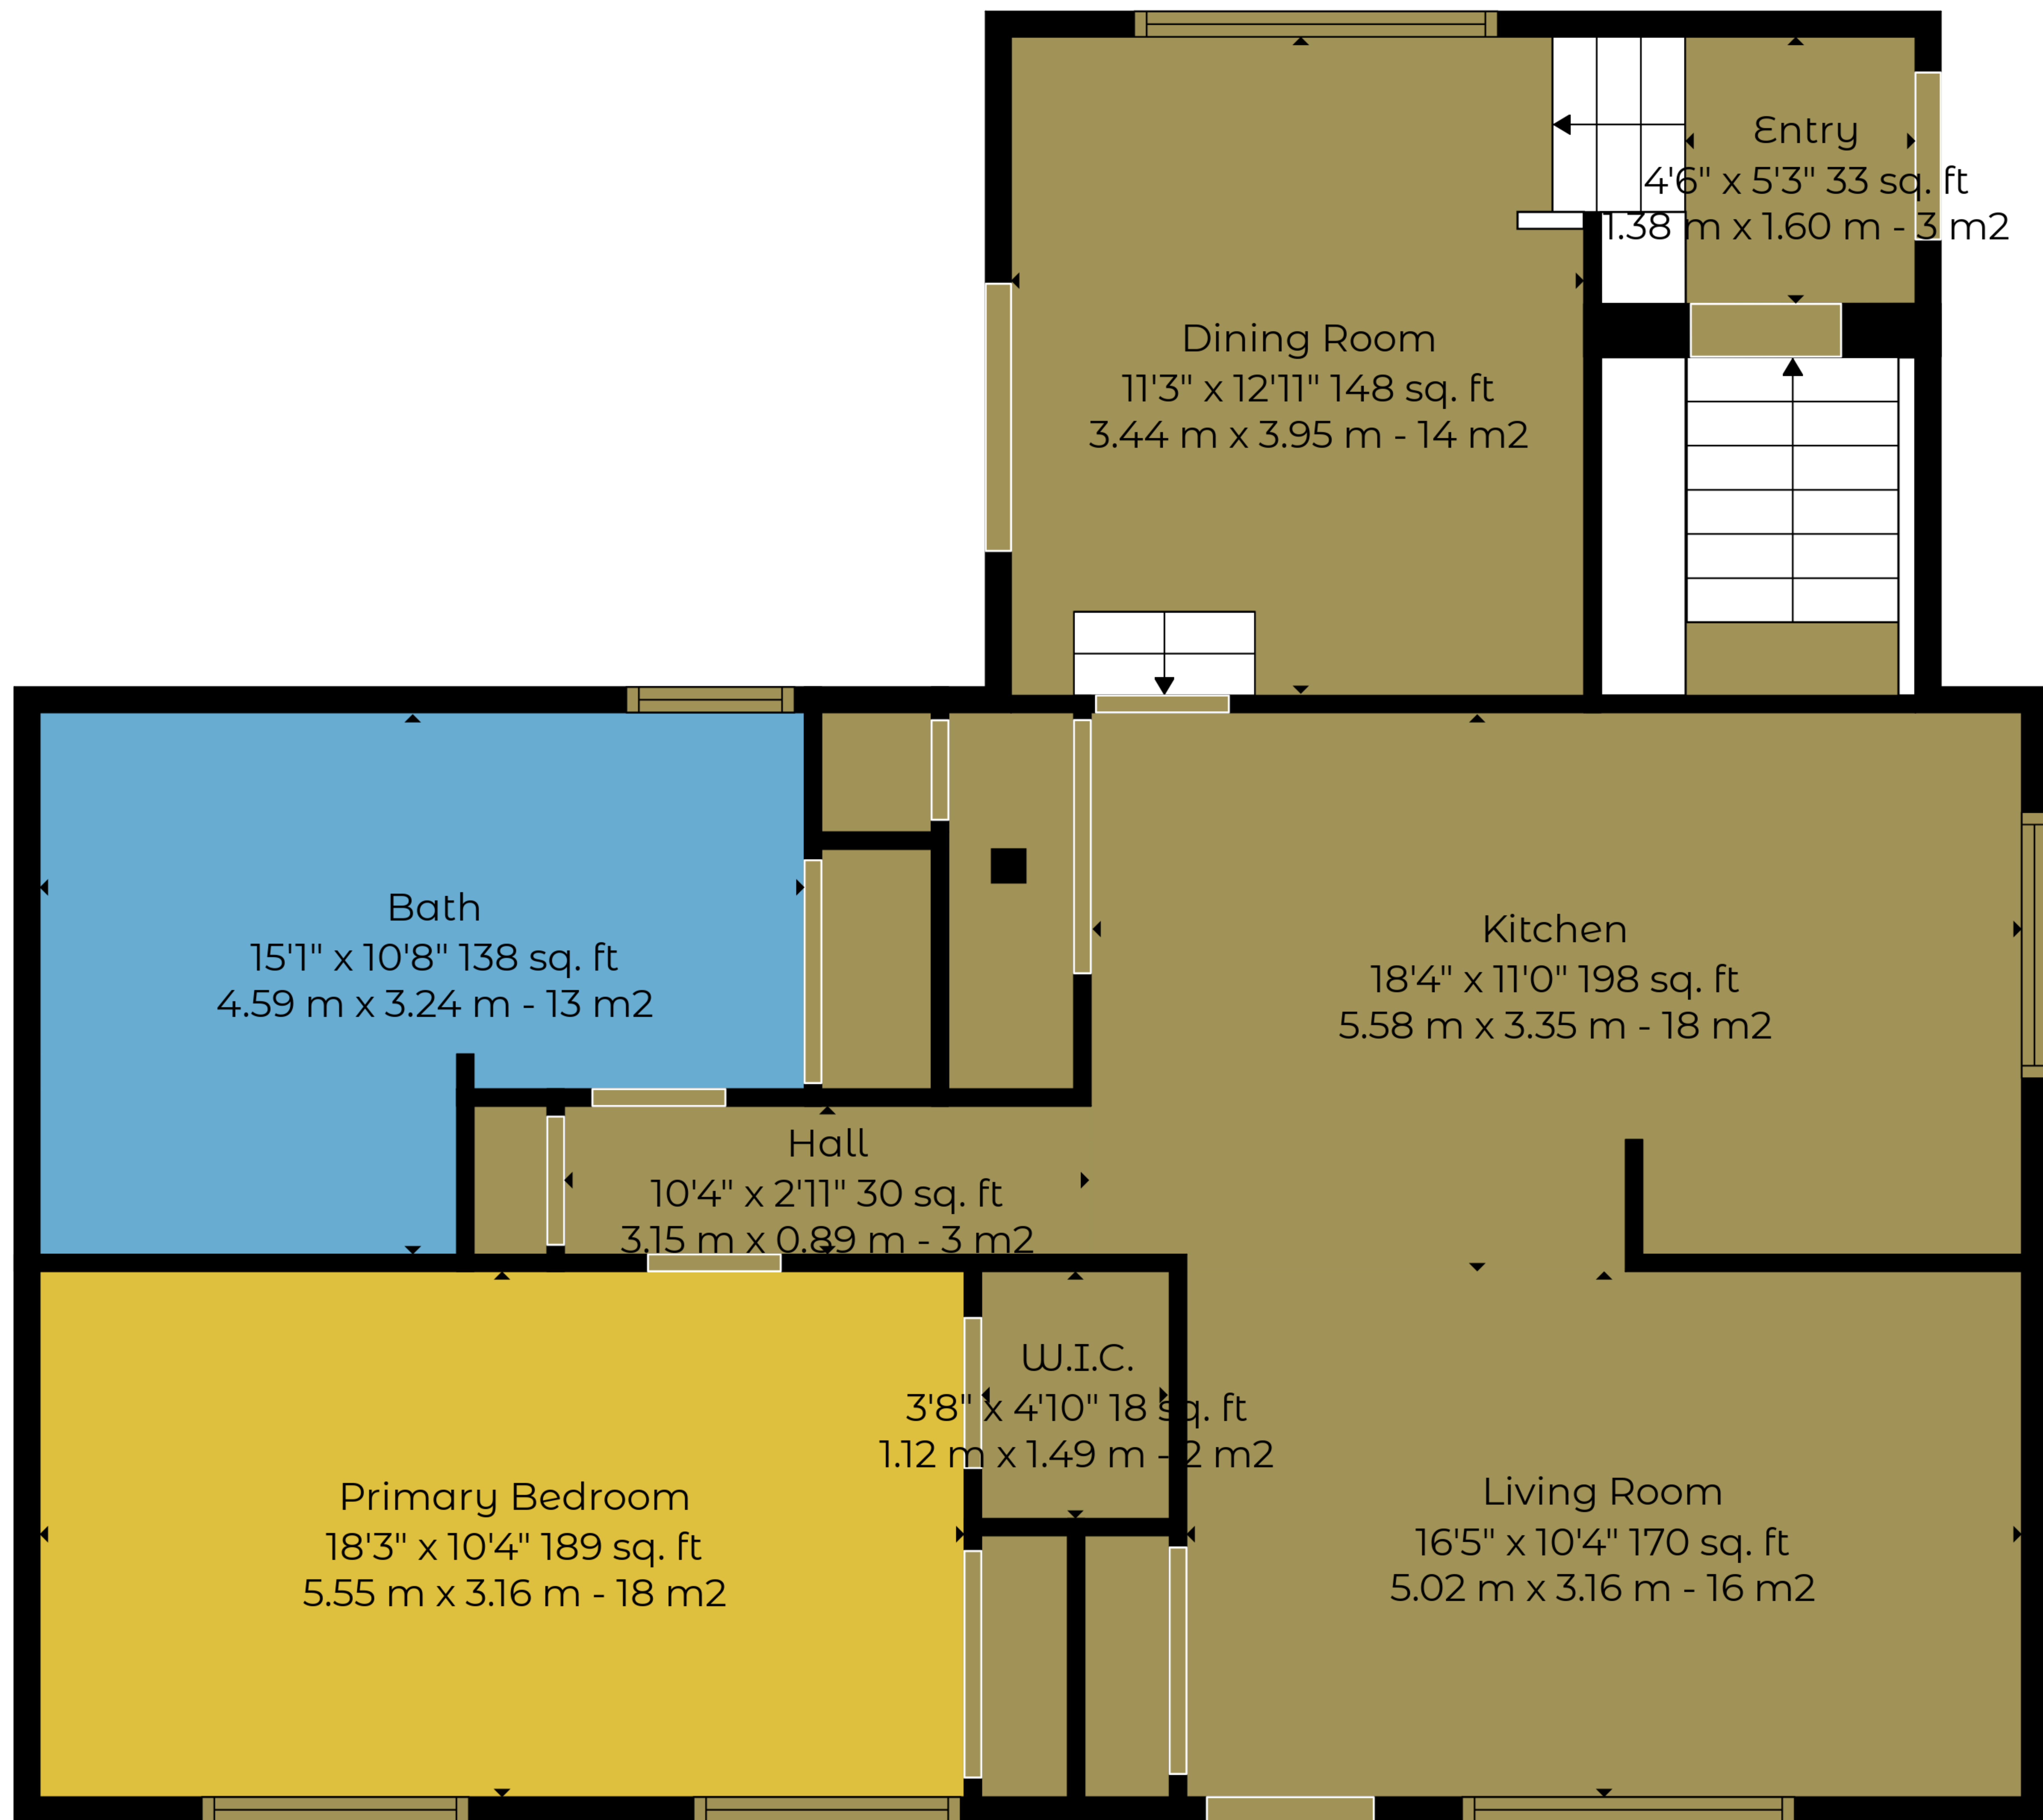 Entry
4'6" x 5'3" 33 sq. ft
1.38 m x 1.60 m - 3 m2
Dining Room
11'3" x 12'11" 148 sq. ft
3.44 m x 3.95 m - 14 m2
Bath
15'1" x 10'8" 138 sq. ft
4.59 m x 3.24 m - 13 m2
Kitchen
18'4" x 11'0" 198 sq. ft
5.58 m x 3.35 m - 18 m2
Hall
10'4" x 2'11" 30 sq. ft
3.15 m x 0.89 m - 3 m2
W.I.C.
3'8" x 4'10" 18 sq. ft
1.12 m x 1.49 m - 2 m2
Primary Bedroom
18'3" x 10'4" 189 sq. ft
5.55 m x 3.16 m - 18 m2
Living Room
16'5" x 10'4" 170 sq. ft
5.02 m x 3.16 m - 16 m2